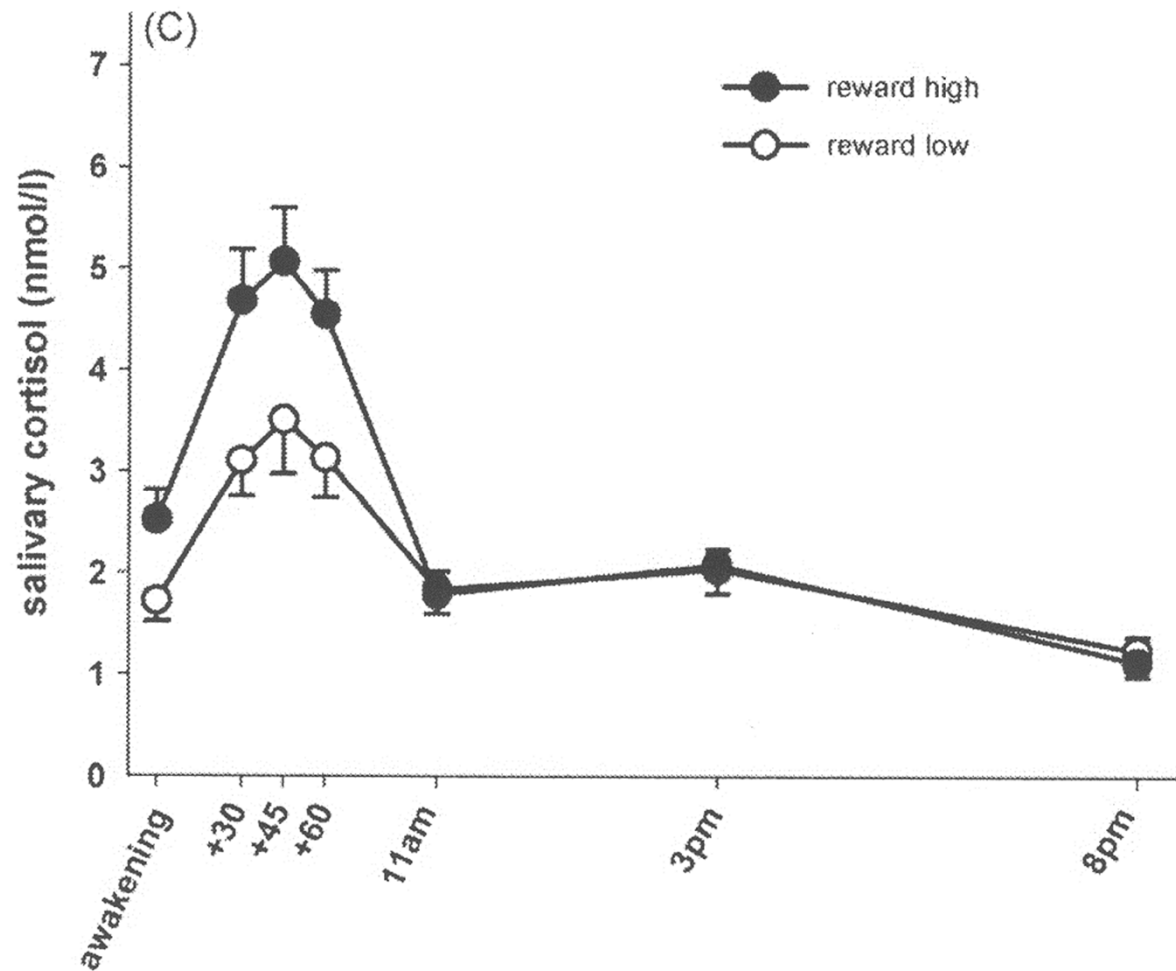 (C)
7
6
5
4
3
2
1
0
salivary cortisol (nmol/l)
reward high
reward low
awakening
+30
+45
+60
11am
3pm
8pm